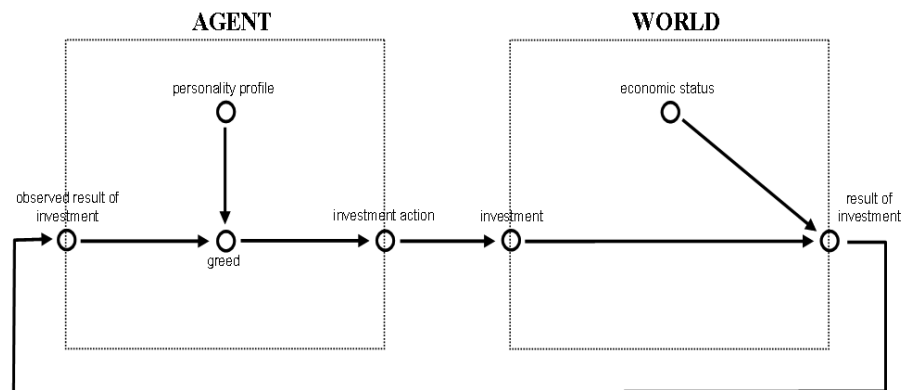 AGENT
WORLD
personality profile
economic status
observed result of
investment
investment action
investment
result of
investment
greed